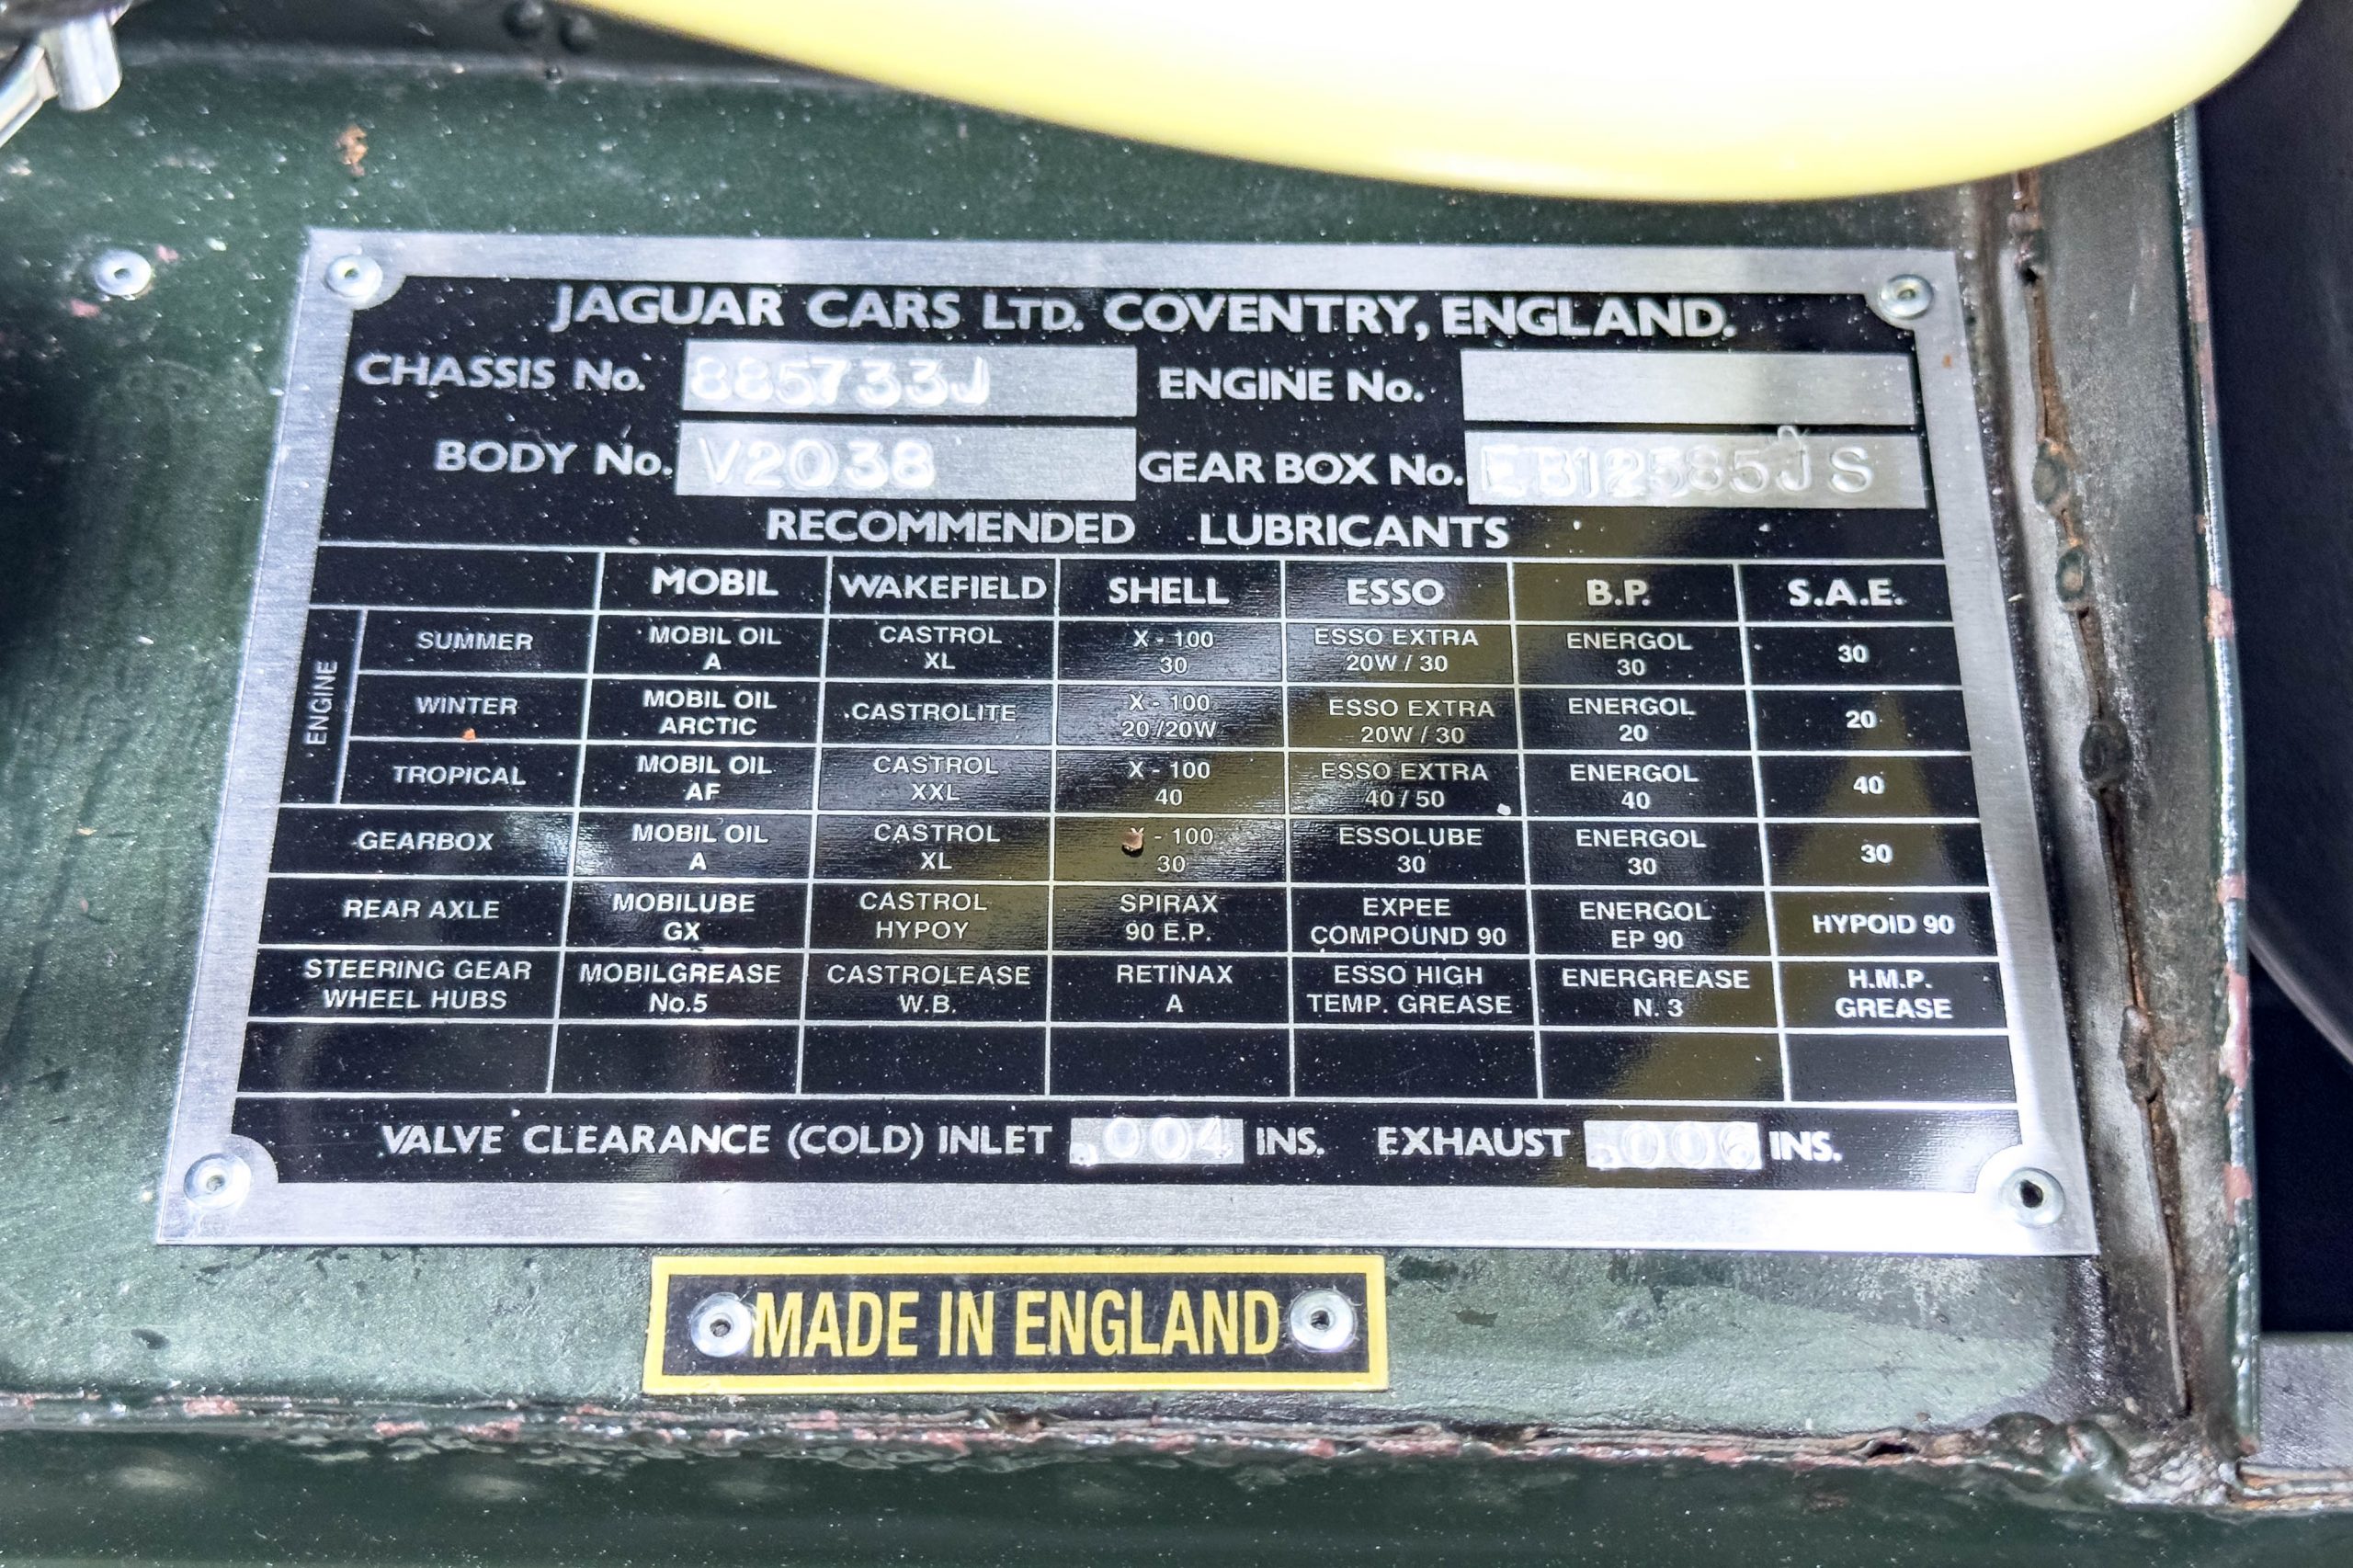 JAGUAR CARS LTD. COVENTRY, ENGLAND.
CHASSIS No. 885733J ENGINE No.
BODY No. V2038 GEAR BOX No. EB12585JS
RECOMMENDED LUBRICANTS
MOBIL WAKEFIELD SHELL ESSO B.P. S.A.E.
ENGINE
SUMMER MOBIL OIL A CASTROL XL X - 100 30 ESSO EXTRA 20W / 30 ENERGOL 30 30
WINTER MOBIL OIL ARCTIC CASTROLITE X - 100 20/20W ESSO EXTRA 20W / 30 ENERGOL 20 20
TROPICAL MOBIL OIL AF CASTROL XXL X - 100 40 ESSO EXTRA 40 / 50 ENERGOL 40 40
GEARBOX MOBIL OIL A CASTROL XL X - 100 30 ESSOLUBE 30 ENERGOL 30 30
REAR AXLE MOBILUBE GX CASTROL HYPOY SPIRAX 90 E.P. EXPEE COMPOUND 90 ENERGOL EP 90 HYPOID 90
STEERING GEAR WHEEL HUBS MOBILGREASE No.5 CASTROLEASE W.B. RETINAX A ESSO HIGH TEMP. GREASE ENERGREASE N. 3 H.M.P. GREASE
VALVE CLEARANCE (COLD) INLET .004 INS. EXHAUST .006 INS.
MADE IN ENGLAND